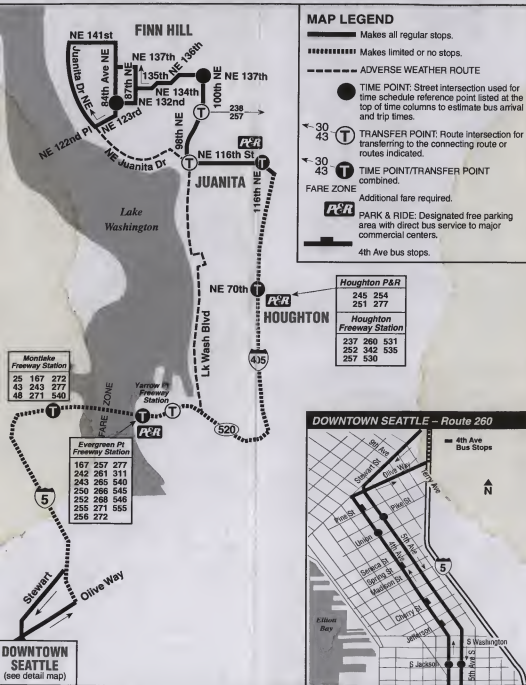 FINN HILL
NE 141st
NE 137th
NE 136th
135th
NE 134th
NE 132nd
NE 137th
Juanita Dr NE
84th Ave NE
87th NE
100th NE
NE 123rd
NE 122nd Pl
98th NE
T
238
257
P&R
NE Juanita Dr
T
NE 116th St
T
JUANITA
116th NE
Lake
Washington
NE 70th
T
P&R
HOUGHTON
Lk Wash Blvd
405
Houghton P&R
245 254
251 277
Houghton
Freeway Station
237 260 531
252 342 535
257 530
Montlake
Freeway Station
25 167 272
43 243 277
48 271 540
T
FARE ZONE
Yarrow Pt
Freeway
Station
T
T
P&R
520
Evergreen Pt
Freeway Station
167 257 277
242 261 311
243 265 540
250 266 545
252 268 546
255 271 555
256 272
5
Stewart
Olive Way
DOWNTOWN
SEATTLE
(see detail map)
MAP LEGEND
Makes all regular stops.
Makes limited or no stops.
ADVERSE WEATHER ROUTE
TIME POINT: Street intersection used for
time schedule reference point listed at the
top of time columns to estimate bus arrival
and trip times.
30
43 T TRANSFER POINT: Route intersection for
transferring to the connecting route or
routes indicated.
30
43 T TIME POINT/TRANSFER POINT
combined.
FARE ZONE Additional fare required.
P&R PARK & RIDE: Designated free parking
area with direct bus service to major
commercial centers.
4th Ave bus stops.
DOWNTOWN SEATTLE – Route 260
4th Ave
Bus Stops
N
9th Ave
Stewart St
Olive Way
Terry Ave
Pine St
Pike St
Union
4th Ave
5th Ave
Seneca St
Spring St
Madison St
5
Cherry St
Jefferson
Elliott
Bay
S Washington
S Jackson
5th Ave S